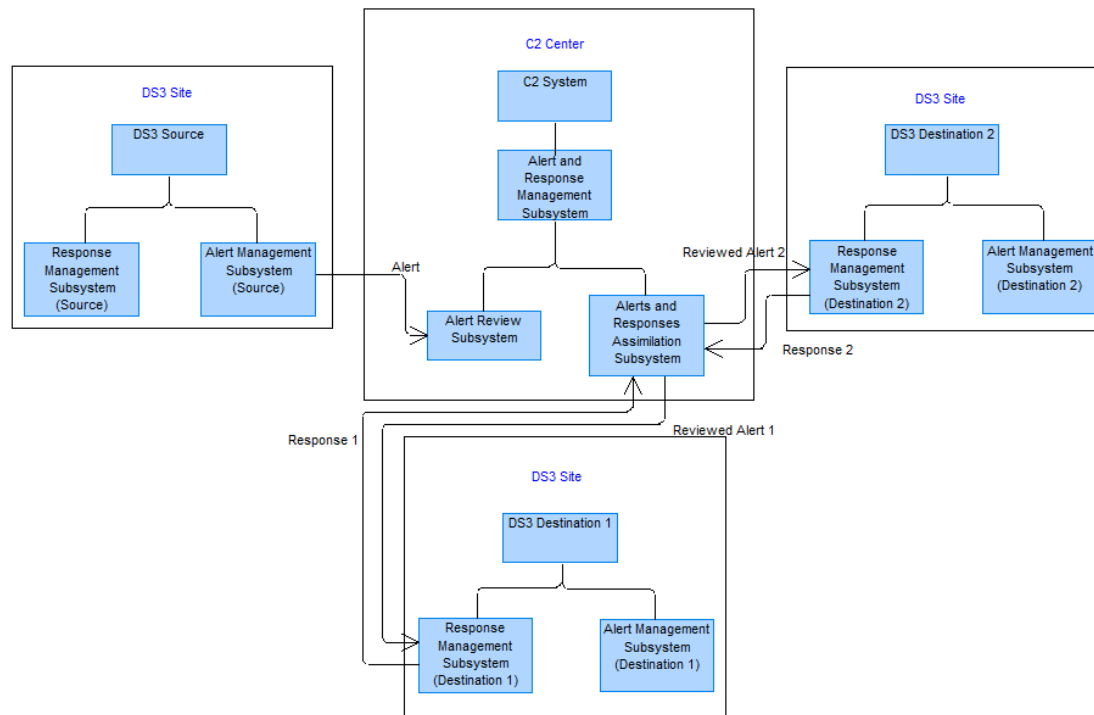 C2 Center
C2 System
Alert and
Response
Management
Subsystem
Alert Review
Subsystem
Alerts and
Responses
Assimilation
Subsystem
DS3 Site
DS3 Source
Response
Management
Subsystem
(Source)
Alert Management
Subsystem
(Source)
Alert
DS3 Site
DS3 Destination 2
Response
Management
Subsystem
(Destination 2)
Alert Management
Subsystem
(Destination 2)
Reviewed Alert 2
Response 2
Response 1
Reviewed Alert 1
DS3 Site
DS3 Destination 1
Response
Management
Subsystem
(Destination 1)
Alert Management
Subsystem
(Destination 1)